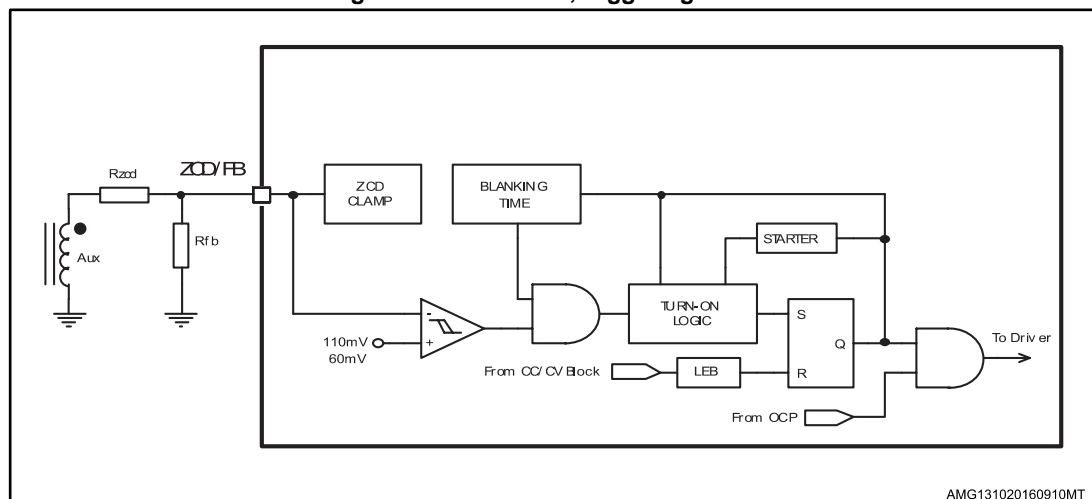 Rzcd
ZCD/FB
Aux
Rfb
ZCD
CLAMP
BLANKING
TIME
STARTER
TURN-ON
LOGIC
S
Q
R
110mV
60mV
-
+
From CC/CV Block
LEB
From OCP
To Driver
AMG131020160910MT